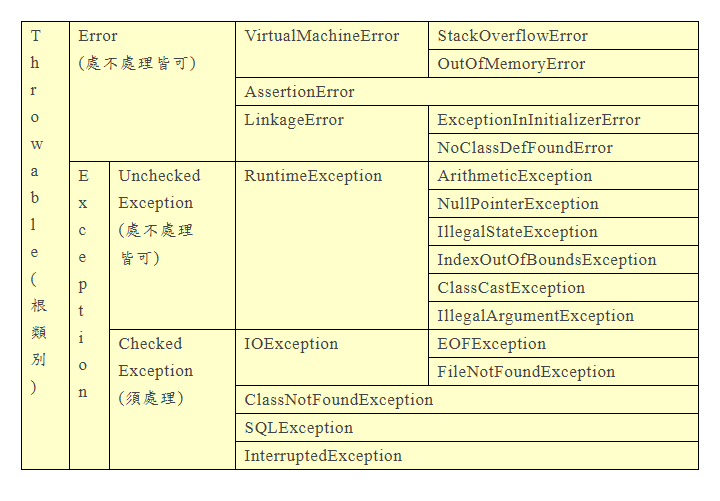 Throwable(根類別)
Error
(處不處理皆可)
VirtualMachineError
StackOverflowError
OutOfMemoryError
AssertionError
LinkageError
ExceptionInInitializerError
NoClassDefFoundError
Exception
Unchecked
Exception
(處不處理
皆可)
RuntimeException
ArithmeticException
NullPointerException
IllegalStateException
IndexOutOfBoundsException
ClassCastException
IllegalArgumentException
Checked
Exception
(須處理)
IOException
EOFException
FileNotFoundException
ClassNotFoundException
SQLException
InterruptedException